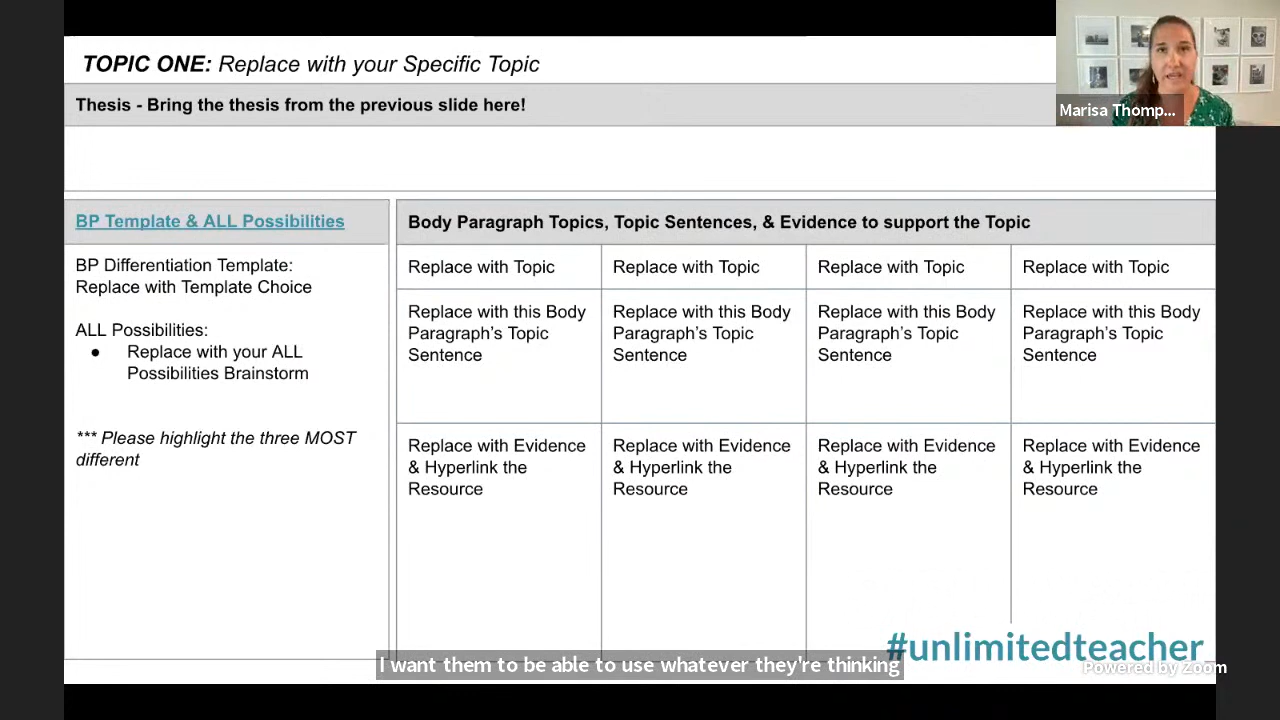 TOPIC ONE: Replace with your Specific Topic
Thesis - Bring the thesis from the previous slide here!
Marisa Thomp...
BP Template & ALL Possibilities
BP Differentiation Template:
Replace with Template Choice
ALL Possibilities:
● Replace with your ALL
Possibilities Brainstorm
*** Please highlight the three MOST
different
Body Paragraph Topics, Topic Sentences, & Evidence to support the Topic
Replace with Topic
Replace with Topic
Replace with Topic
Replace with Topic
Replace with this Body
Paragraph's Topic
Sentence
Replace with this Body
Paragraph's Topic
Sentence
Replace with this Body
Paragraph's Topic
Sentence
Replace with this Body
Paragraph's Topic
Sentence
Replace with Evidence
& Hyperlink the
Resource
Replace with Evidence
& Hyperlink the
Resource
Replace with Evidence
& Hyperlink the
Resource
Replace with Evidence
& Hyperlink the
Resource
#unlimitedteacher
I want them to be able to use whatever they're thinking
Powered by Zoom